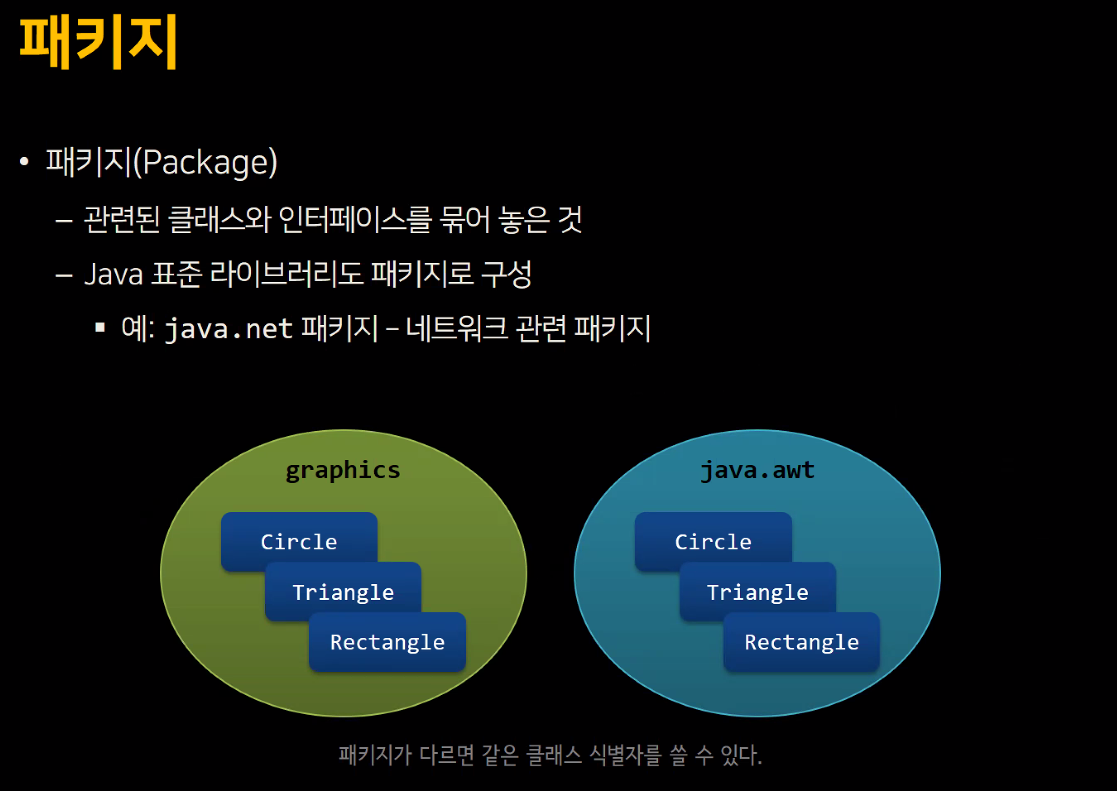 패키지
• 패키지(Package)
– 관련된 클래스와 인터페이스를 묶어 놓은 것
– Java 표준 라이브러리도 패키지로 구성
▪ 예: java.net 패키지 – 네트워크 관련 패키지
graphics
Circle
Triangle
Rectangle
java.awt
Circle
Triangle
Rectangle
패키지가 다르면 같은 클래스 식별자를 쓸 수 있다.